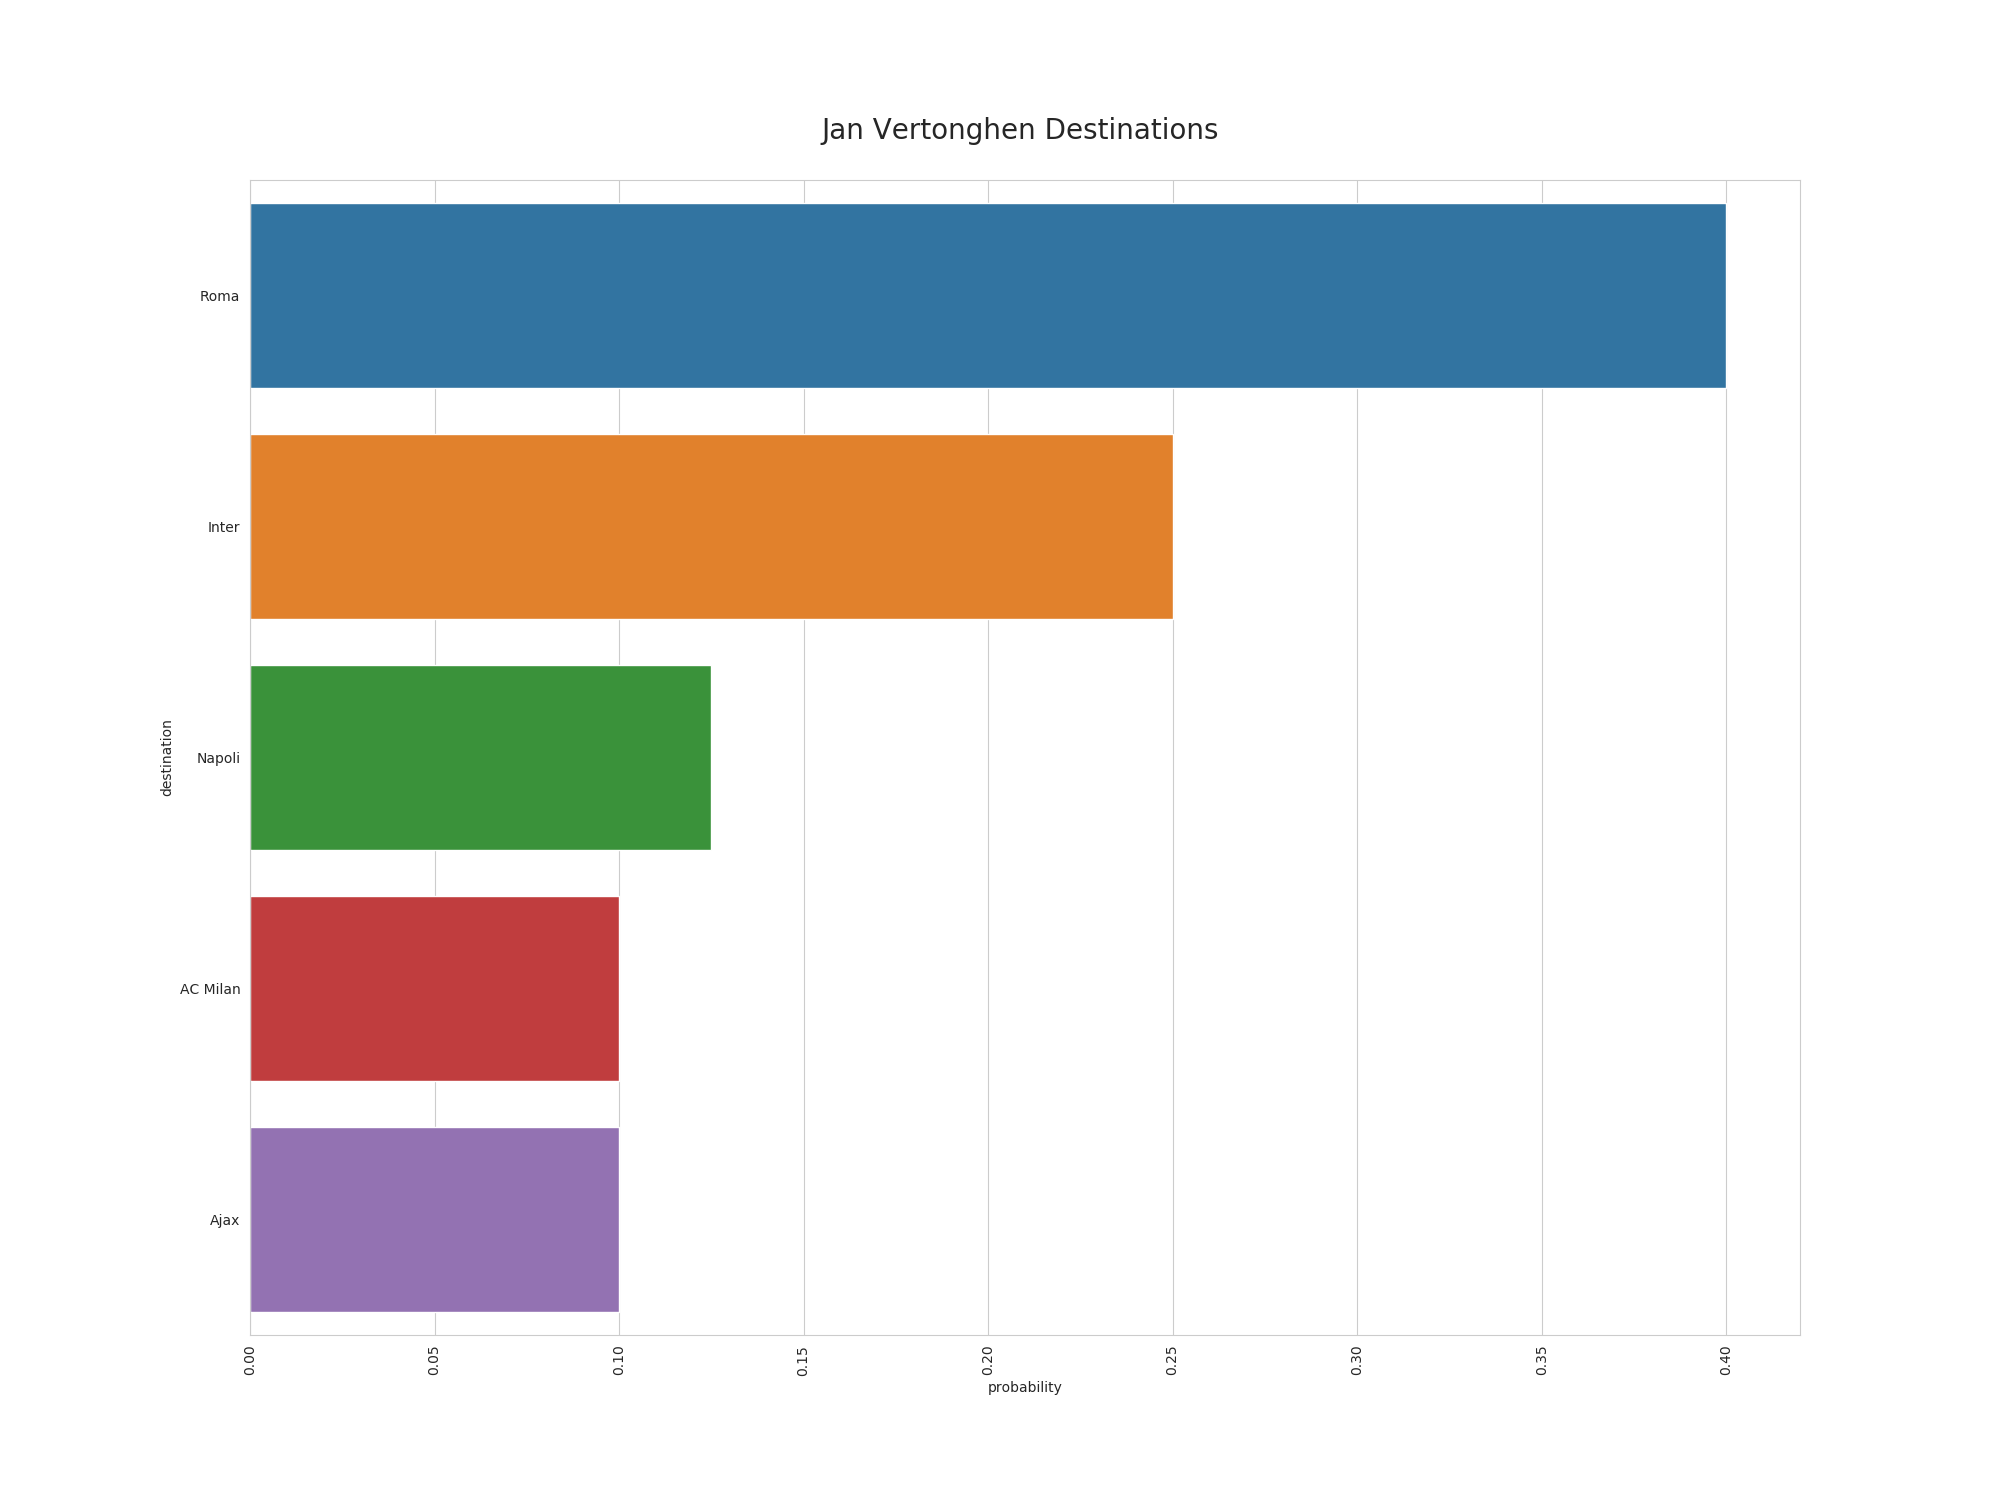 Jan Vertonghen Destinations
Roma
Inter
Napoli
AC Milan
Ajax
destination
0.00 0.05 0.10 0.15 0.20 0.25 0.30 0.35 0.40
probability